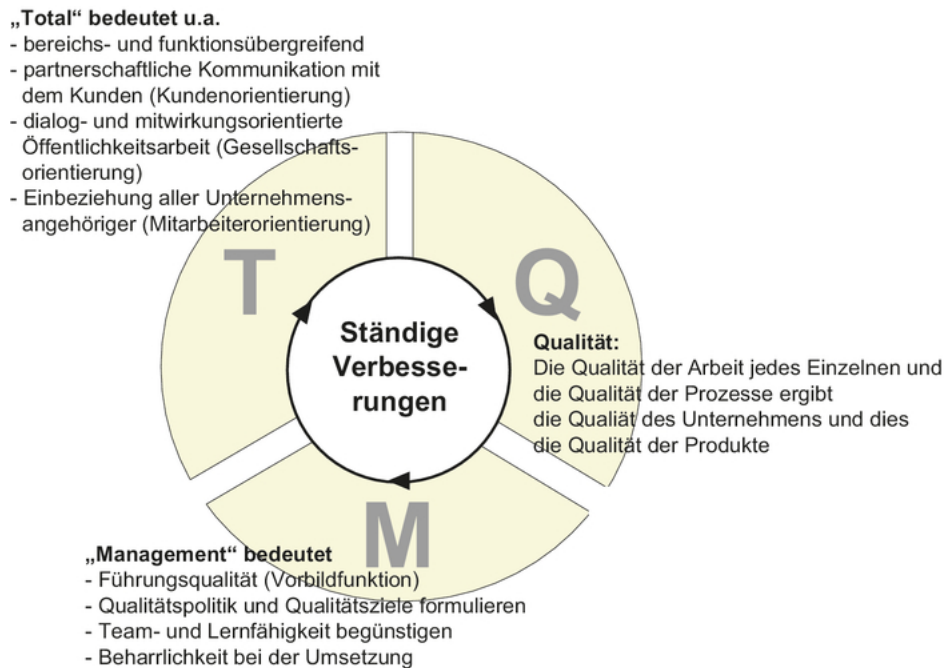 „Total“ bedeutet u.a.
- bereichs- und funktionsübergreifend
- partnerschaftliche Kommunikation mit
dem Kunden (Kundenorientierung)
- dialog- und mitwirkungsorientierte
Öffentlichkeitsarbeit (Gesellschafts-
orientierung)
- Einbeziehung aller Unternehmens-
angehöriger (Mitarbeiterorientierung)
T
Q
Ständige
Verbesse-
rungen
Qualität:
Die Qualität der Arbeit jedes Einzelnen und
die Qualität der Prozesse ergibt
die Qualiät des Unternehmens und dies
die Qualität der Produkte
M
„Management“ bedeutet
- Führungsqualität (Vorbildfunktion)
- Qualitätspolitik und Qualitätsziele formulieren
- Team- und Lernfähigkeit begünstigen
- Beharrlichkeit bei der Umsetzung